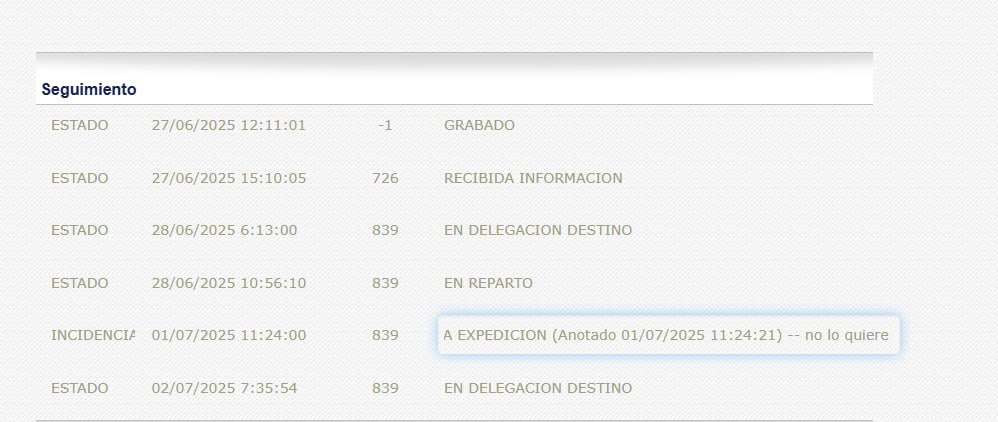 Seguimiento
ESTADO 27/06/2025 12:11:01 -1 GRABADO
ESTADO 27/06/2025 15:10:05 726 RECIBIDA INFORMACION
ESTADO 28/06/2025 6:13:00 839 EN DELEGACION DESTINO
ESTADO 28/06/2025 10:56:10 839 EN REPARTO
INCIDENCIA 01/07/2025 11:24:00 839 A EXPEDICION (Anotado 01/07/2025 11:24:21) -- no lo quiere
ESTADO 02/07/2025 7:35:54 839 EN DELEGACION DESTINO